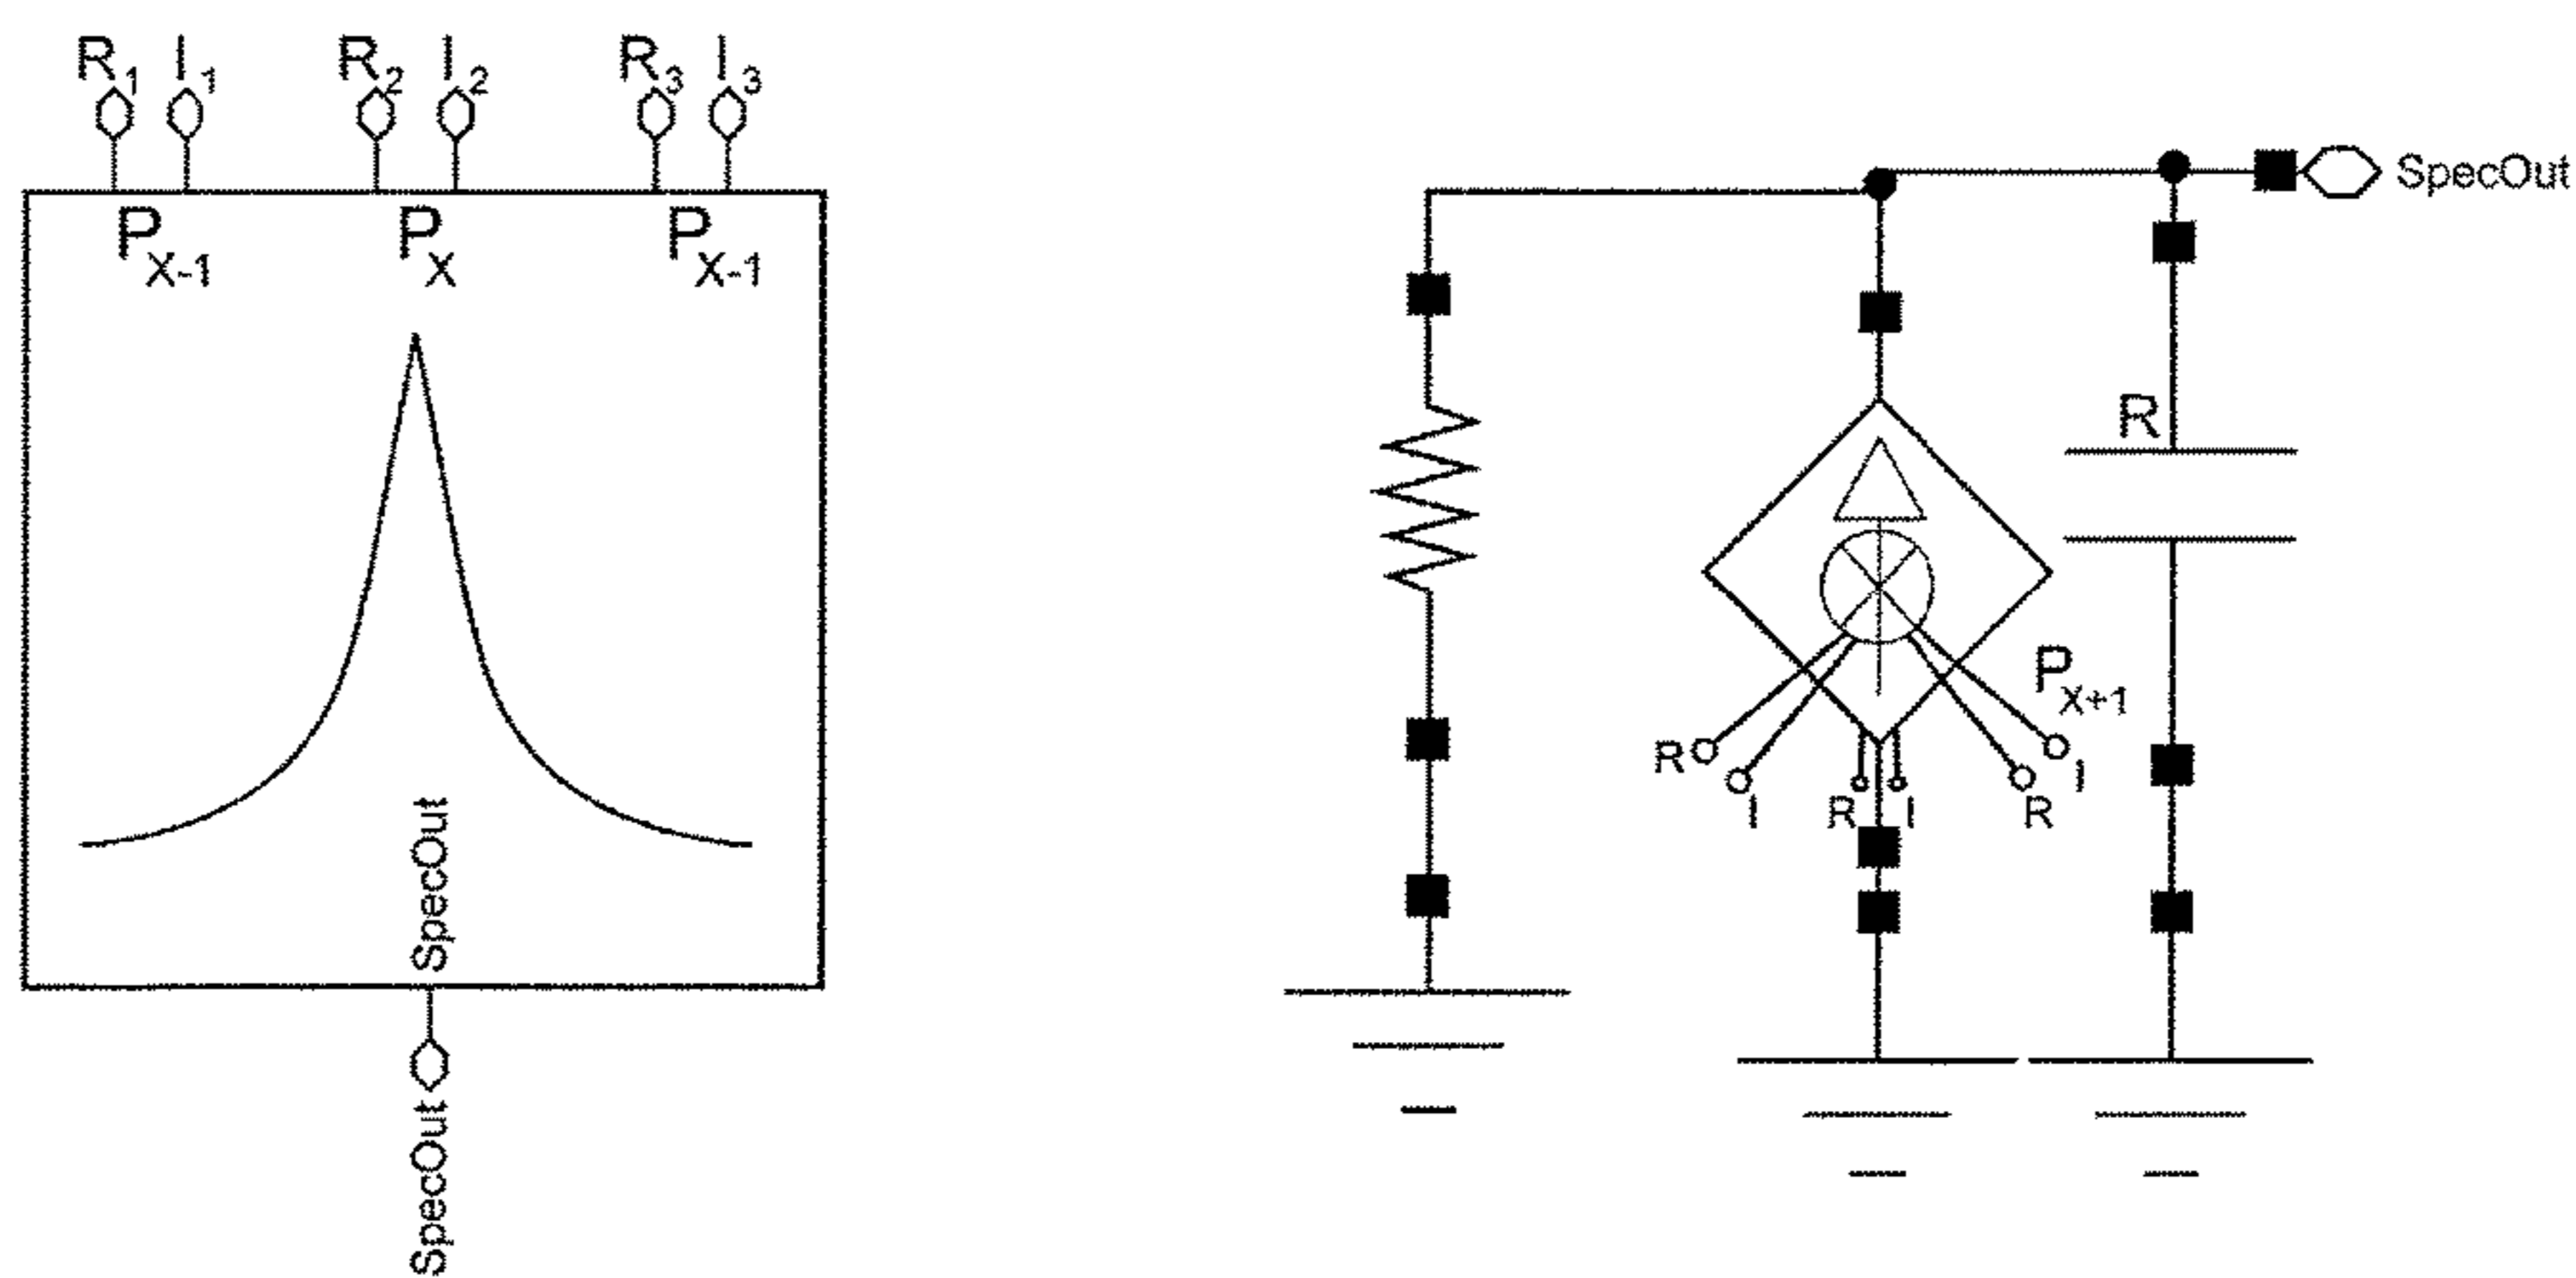 R1 I1 R2 I2 R3 I3
PX-1 PX PX-1
SpecOut
SpecOut
SpecOut
R
PX+1
R I R I R I